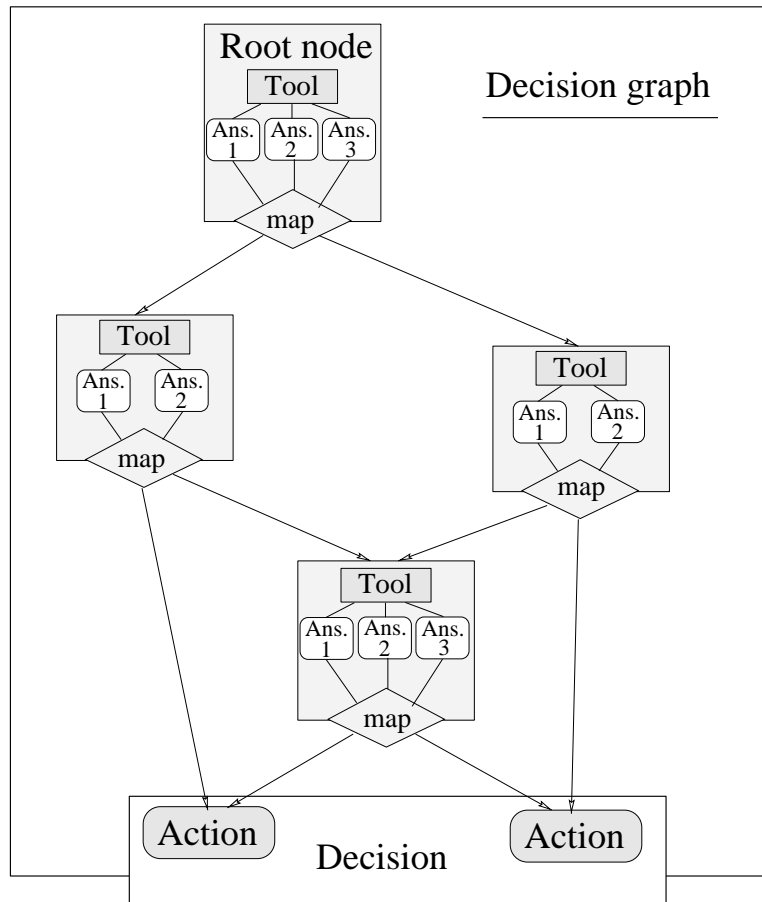 Root node
Tool
Decision graph
Ans.
1
Ans.
2
Ans.
3
map
Tool
Ans.
1
Ans.
2
map
Tool
Ans.
1
Ans.
2
map
Tool
Ans.
1
Ans.
2
Ans.
3
map
Action
Action
Decision